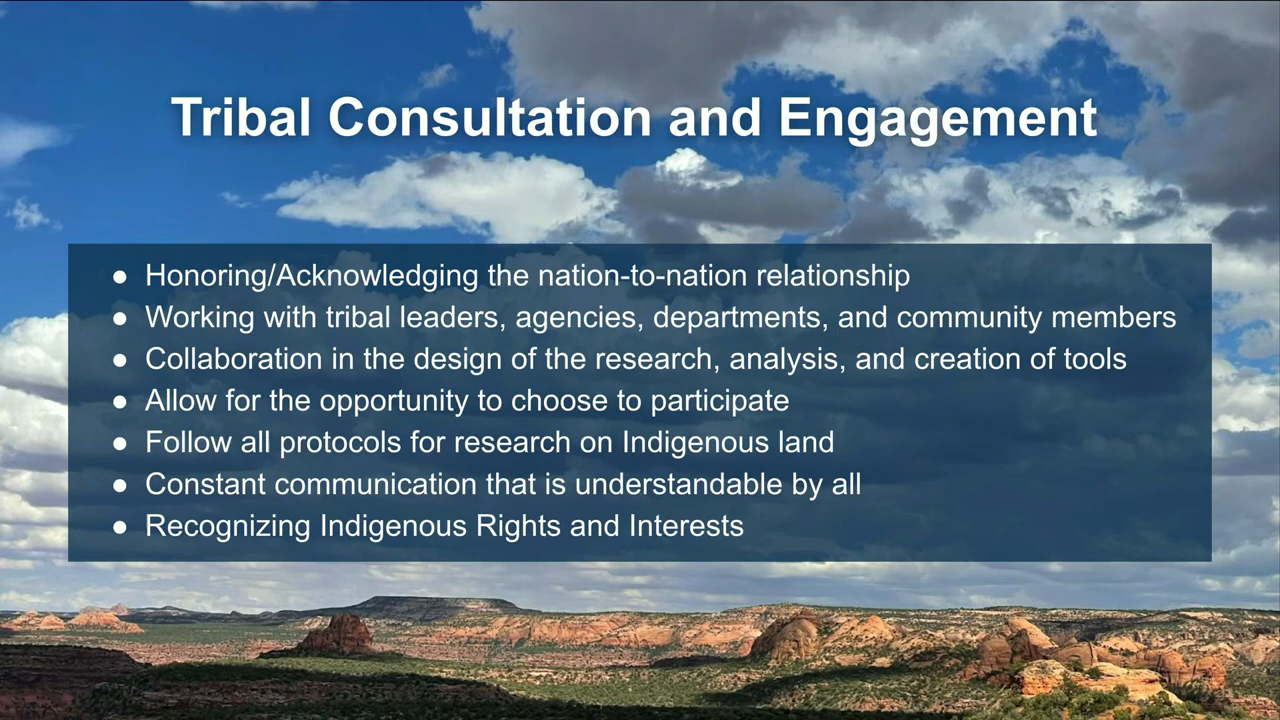 Tribal Consultation and Engagement
● Honoring/Acknowledging the nation-to-nation relationship
● Working with tribal leaders, agencies, departments, and community members
● Collaboration in the design of the research, analysis, and creation of tools
● Allow for the opportunity to choose to participate
● Follow all protocols for research on Indigenous land
● Constant communication that is understandable by all
● Recognizing Indigenous Rights and Interests